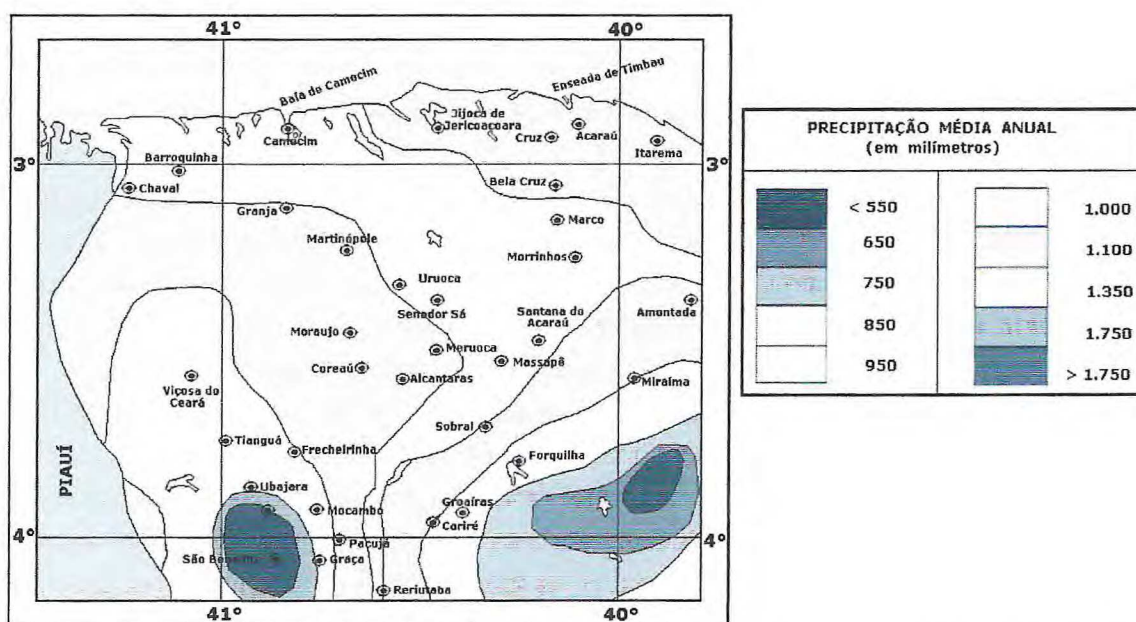 41°
40°
Baía de Camocim
Enseada de Timbau
Jijoca de
Jericoacoara
Camocim
Cruz
Acaraú
Itarema
3°
3°
Barroquinha
Chaval
Bela Cruz
Granja
Marco
Martinópole
Morrinhos
Uruoca
Senador Sá
Amontada
Santana do
Acaraú
Moraujo
Meruoca
Massapê
Coreaú
Alcantaras
Miraima
Viçosa do
Ceará
Sobral
Tianguá
Frecheirinha
Forquilha
PIAUÍ
Ubajara
Mocambo
Groaíras
Cariré
4°
4°
Pacujá
São
Graça
Reriutaba
41°
40°
PRECIPITAÇÃO MÉDIA ANUAL
(em milímetros)
< 550
650
750
850
950
1.000
1.100
1.350
1.750
> 1.750